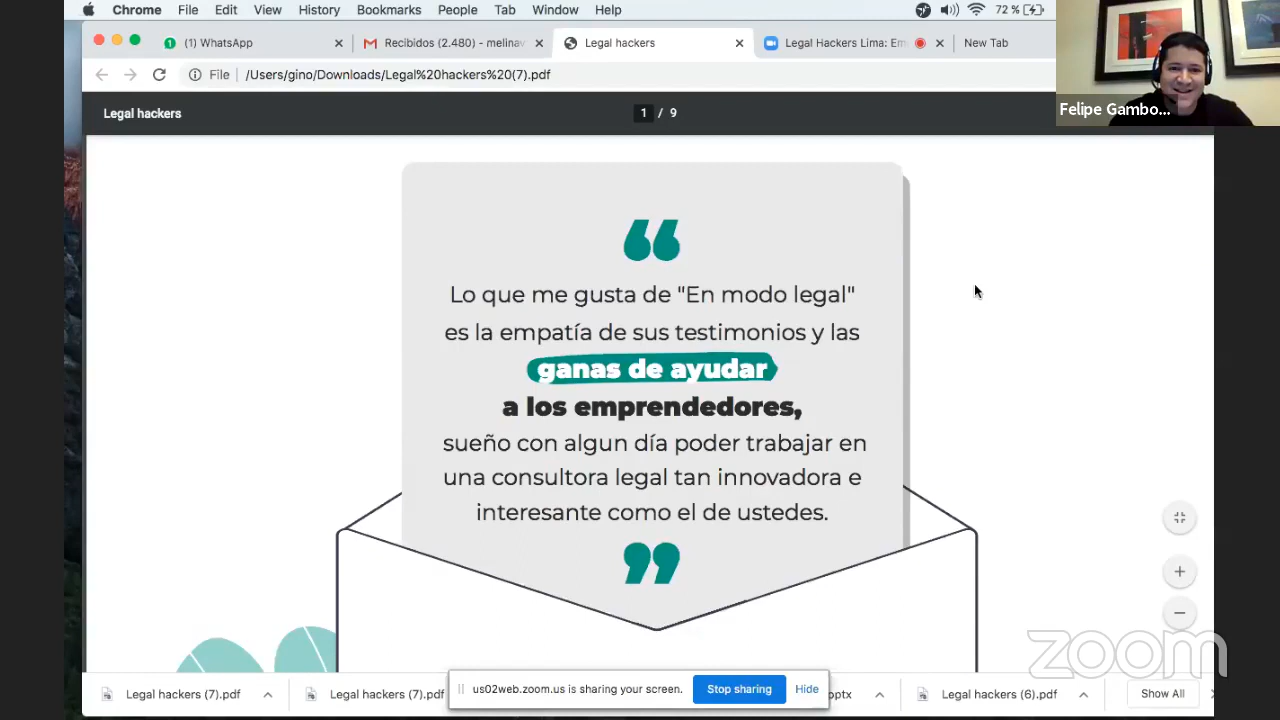 Chrome File Edit View History Bookmarks People Tab Window Help 72 %
(1) WhatsApp
Recibidos (2.480) - melinav
Legal hackers
Legal Hackers Lima: Em
New Tab
File /Users/gino/Downloads/Legal%20hackers%20(7).pdf
Felipe Gambo...
Legal hackers
1 / 9
“
Lo que me gusta de "En modo legal"
es la empatía de sus testimonios y las
ganas de ayudar
a los emprendedores,
sueño con algun día poder trabajar en
una consultora legal tan innovadora e
interesante como el de ustedes.
”
zoom
Legal hackers (7).pdf
Legal hackers (7).pdf
us02web.zoom.us is sharing your screen.
Stop sharing
Hide
pptx
Legal hackers (6).pdf
Show All